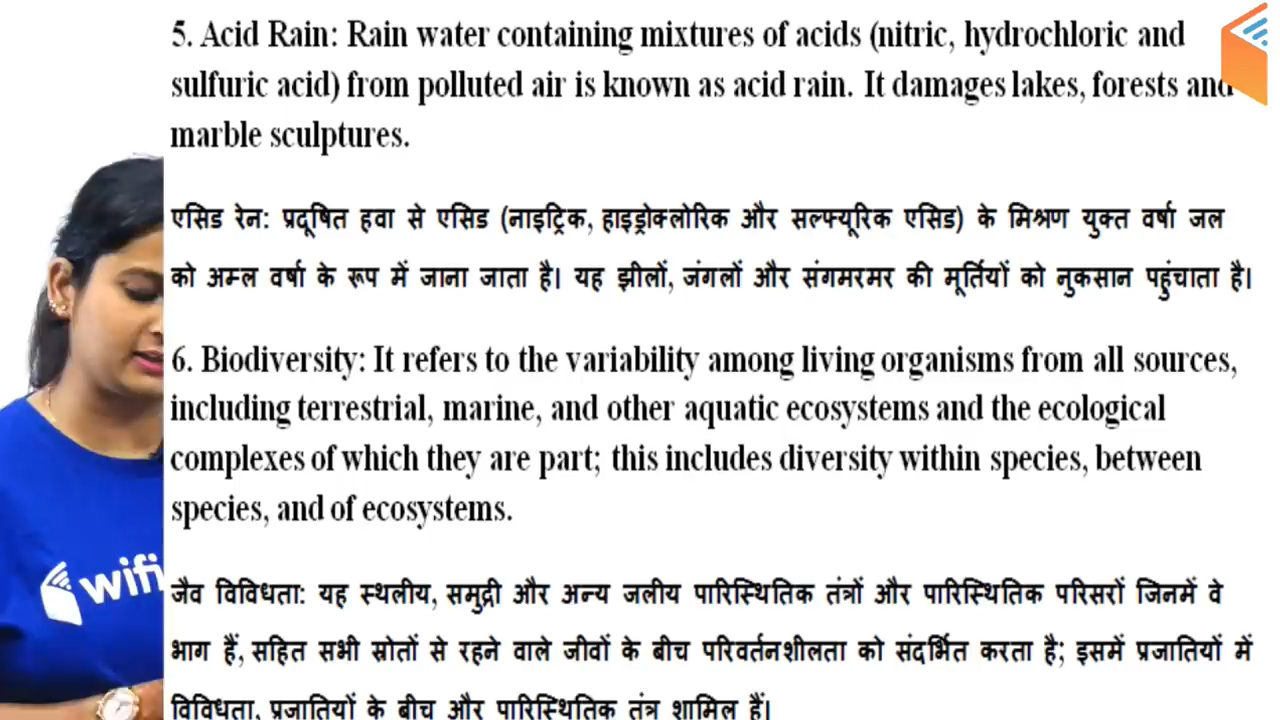 5. Acid Rain: Rain water containing mixtures of acids (nitric, hydrochloric and
sulfuric acid) from polluted air is known as acid rain. It damages lakes, forests and
marble sculptures.
एसिड रेन: प्रदूषित हवा से एसिड (नाइट्रिक, हाइड्रोक्लोरिक और सल्फ्यूरिक एसिड) के मिश्रण युक्त वर्षा जल
को अम्ल वर्षा के रूप में जाना जाता है। यह झीलों, जंगलों और संगमरमर की मूर्तियों को नुकसान पहुंचाता है।
6. Biodiversity: It refers to the variability among living organisms from all sources,
including terrestrial, marine, and other aquatic ecosystems and the ecological
complexes of which they are part; this includes diversity within species, between
species, and of ecosystems.
जैव विविधता: यह स्थलीय, समुद्री और अन्य जलीय पारिस्थितिक तंत्रों और पारिस्थितिक परिसरों जिनमें वे
भाग हैं, सहित सभी स्रोतों से रहने वाले जीवों के बीच परिवर्तनशीलता को संदर्भित करता है; इसमें प्रजातियों में
विविधता, प्रजातियों के बीच और पारिस्थितिक तंत्र शामिल हैं।
wifi